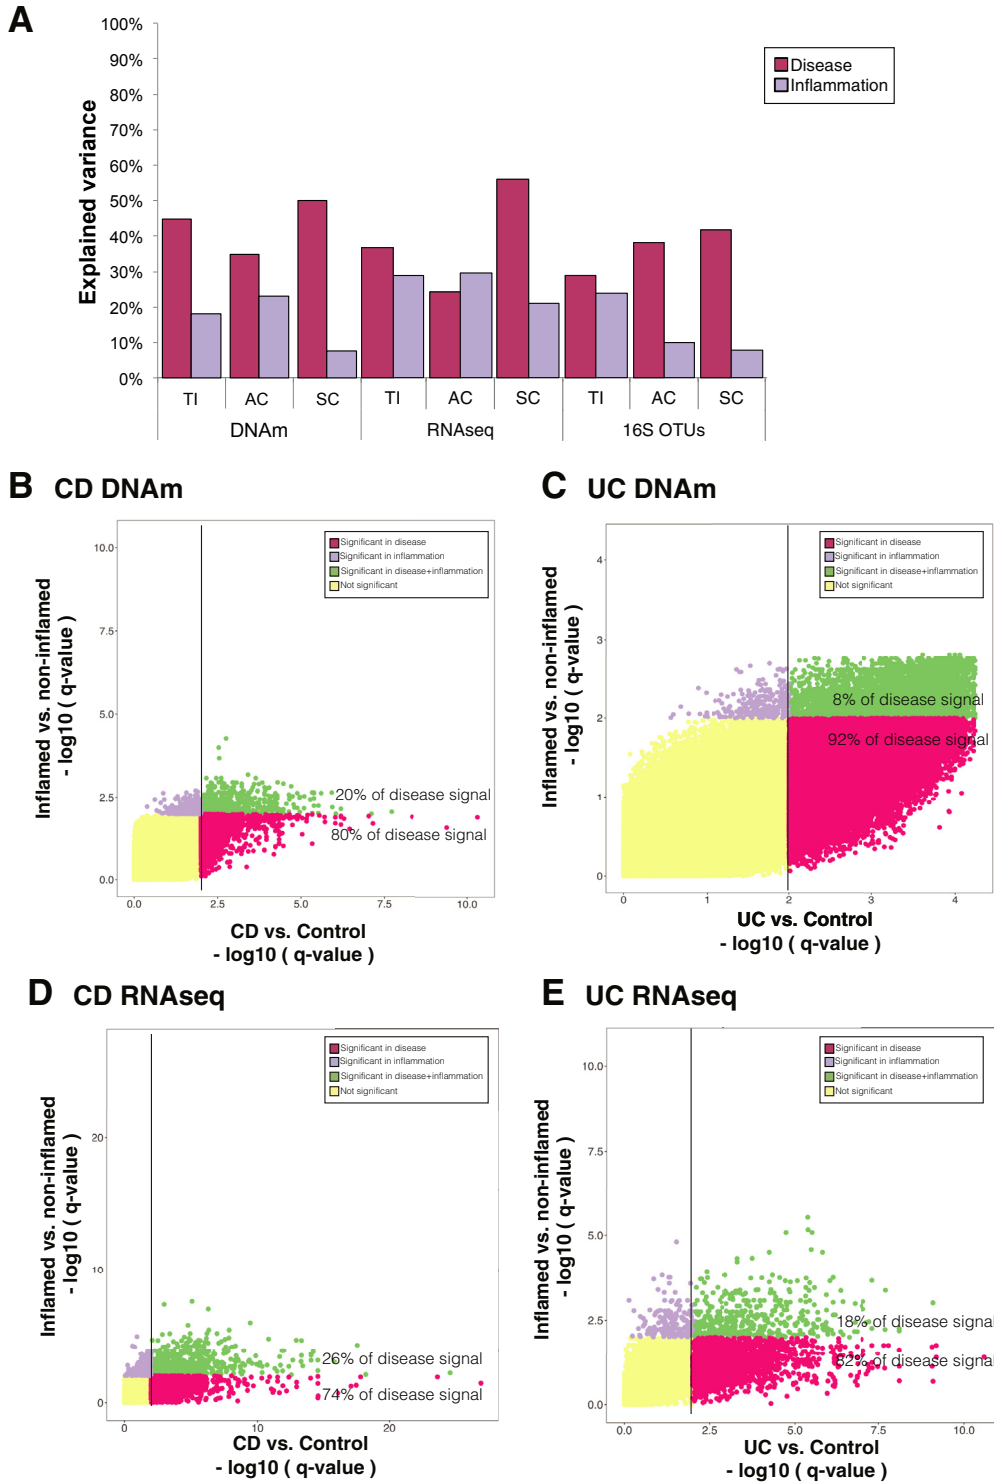 A
100%
90%
80%
70%
60%
50%
40%
30%
20%
10%
0%
Explained variance
Disease
Inflammation
TI AC SC TI AC SC TI AC SC
DNAm RNAseq 16S OTUs
B CD DNAm
Inflamed vs. non-inflamed
- log10 ( q-value )
10.0
7.5
5.0
2.5
0.0
Significant in disease
Significant in inflammation
Significant in disease+inflammation
Not significant
20% of disease signal
80% of disease signal
0.0 2.5 5.0 7.5 10.0
CD vs. Control
- log10 ( q-value )
C UC DNAm
Inflamed vs. non-inflamed
- log10 ( q-value )
4
3
2
1
0
Significant in disease
Significant in inflammation
Significant in disease+inflammation
Not significant
8% of disease signal
92% of disease signal
0 1 2 3 4
UC vs. Control
- log10 ( q-value )
D CD RNAseq
Inflamed vs. non-inflamed
- log10 ( q-value )
20
10
0
Significant in disease
Significant in inflammation
Significant in disease+inflammation
Not significant
26% of disease signal
74% of disease signal
0 10 20
CD vs. Control
- log10 ( q-value )
E UC RNAseq
Inflamed vs. non-inflamed
- log10 ( q-value )
10.0
7.5
5.0
2.5
0.0
Significant in disease
Significant in inflammation
Significant in disease+inflammation
Not significant
18% of disease signal
of disease signal
0.0 2.5 5.0 7.5 10.0
UC vs. Control
- log10 ( q-value )